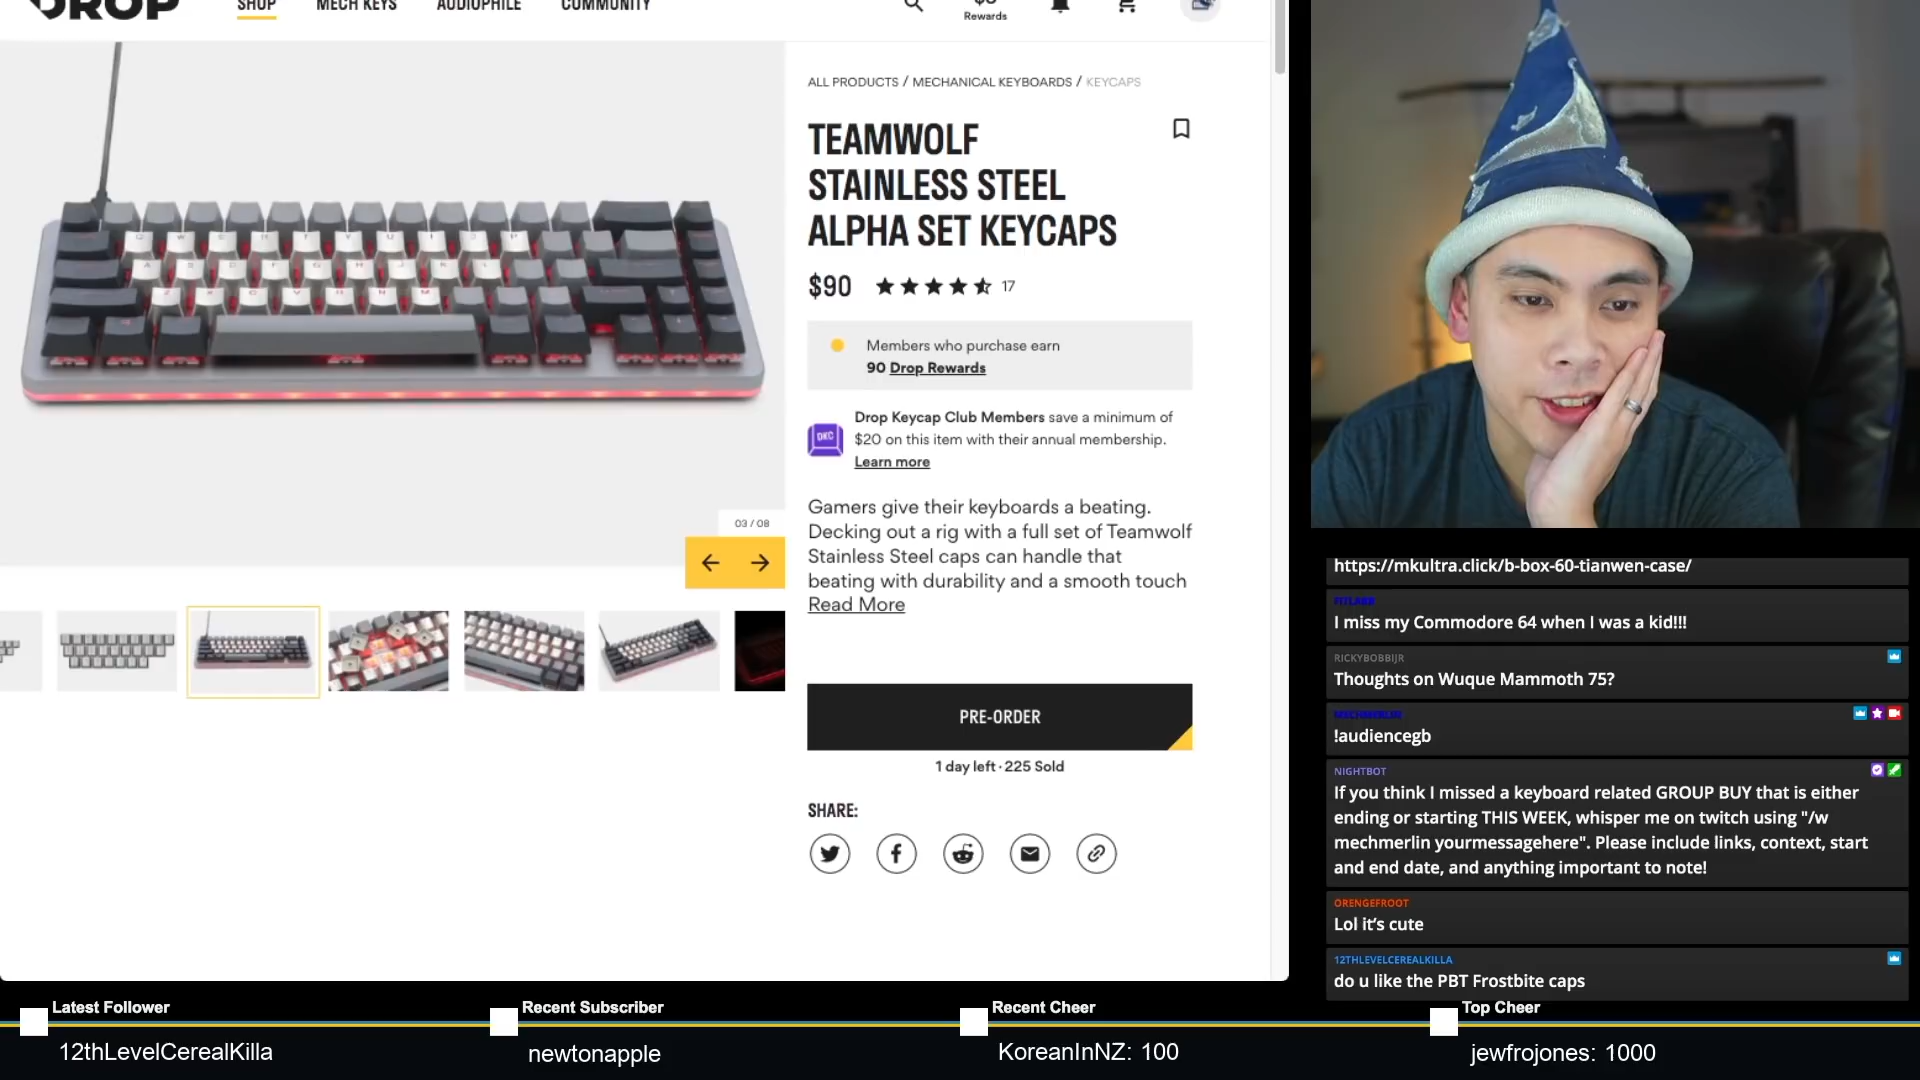 DROP
SHOP
MECH KEYS
AUDIOPHILE
COMMUNITY
Rewards
ALL PRODUCTS / MECHANICAL KEYBOARDS / KEYCAPS
TEAMWOLF
STAINLESS STEEL
ALPHA SET KEYCAPS
$90
17
Members who purchase earn
90 Drop Rewards
DKC
Drop Keycap Club Members save a minimum of
$20 on this item with their annual membership.
Learn more
Gamers give their keyboards a beating.
Decking out a rig with a full set of Teamwolf
Stainless Steel caps can handle that
beating with durability and a smooth touch
Read More
03 / 08
PRE-ORDER
1 day left · 225 Sold
SHARE:
https://mkultra.click/b-box-60-tianwen-case/
I miss my Commodore 64 when I was a kid!!!
RICKYBOBBIJR
Thoughts on Wuque Mammoth 75?
MECHMERLIN
!audiencegb
NIGHTBOT
If you think I missed a keyboard related GROUP BUY that is either
ending or starting THIS WEEK, whisper me on twitch using "/w
mechmerlin yourmessagehere". Please include links, context, start
and end date, and anything important to note!
ORENGEFROOT
Lol it's cute
12THLEVELCEREALKILLA
do u like the PBT Frostbite caps
Latest Follower
12thLevelCerealKilla
Recent Subscriber
newtonapple
Recent Cheer
KoreanInNZ: 100
Top Cheer
jewfrojones: 1000